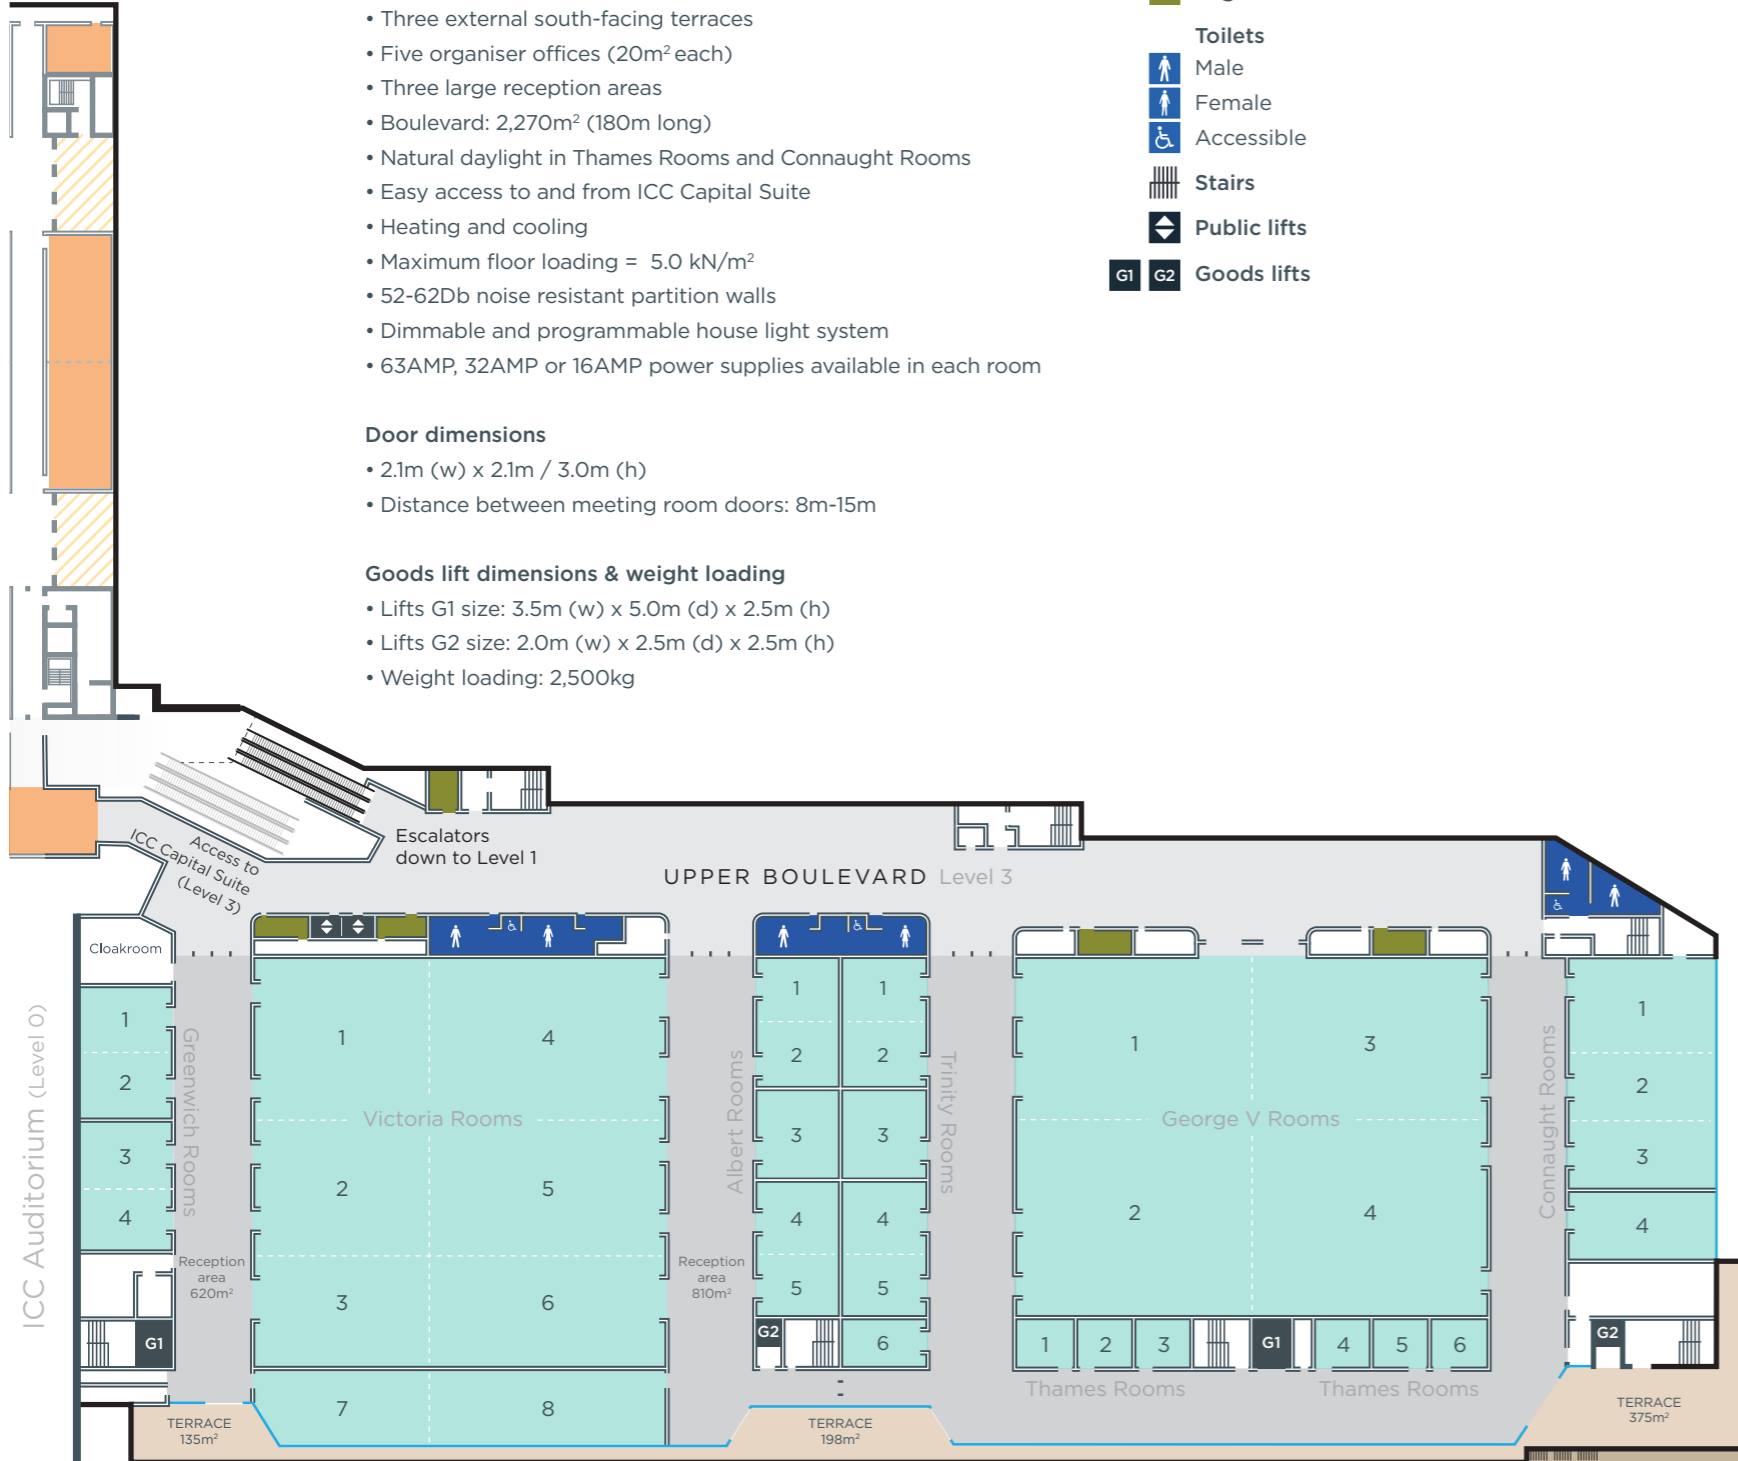 • Three external south-facing terraces
• Five organiser offices (20m² each)
• Three large reception areas
• Boulevard: 2,270m² (180m long)
• Natural daylight in Thames Rooms and Connaught Rooms
• Easy access to and from ICC Capital Suite
• Heating and cooling
• Maximum floor loading = 5.0 kN/m²
• 52-62Db noise resistant partition walls
• Dimmable and programmable house light system
• 63AMP, 32AMP or 16AMP power supplies available in each room
Door dimensions
• 2.1m (w) x 2.1m / 3.0m (h)
• Distance between meeting room doors: 8m-15m
Goods lift dimensions & weight loading
• Lifts G1 size: 3.5m (w) x 5.0m (d) x 2.5m (h)
• Lifts G2 size: 2.0m (w) x 2.5m (d) x 2.5m (h)
• Weight loading: 2,500kg
Toilets
Male
Female
Accessible
Stairs
Public lifts
G1 G2 Goods lifts
Escalators
down to Level 1
Access to
ICC Capital Suite
(Level 3)
UPPER BOULEVARD Level 3
Cloakroom
ICC Auditorium (Level 0)
1
2
3
4
G1
Greenwich Rooms
Reception
area
620m²
1 4
Victoria Rooms
2 5
3 6
7 8
Albert Rooms
Reception
area
810m²
1 1
2 2
3 3
4 4
5 5
G2 6
Trinity Rooms
1 3
George V Rooms
2 4
1 2 3 G1 4 5 6
Thames Rooms Thames Rooms
Connaught Rooms
1
2
3
4
G2
TERRACE
135m²
TERRACE
198m²
TERRACE
375m²